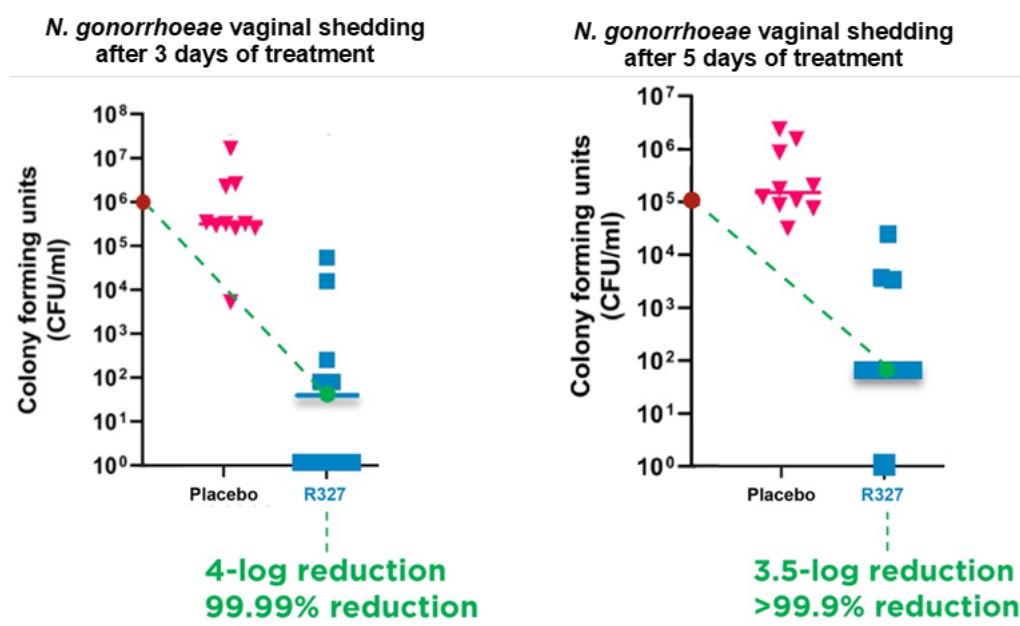 N. gonorrhoeae vaginal shedding
after 3 days of treatment
Colony forming units
(CFU/ml)
10⁸
10⁷
10⁶
10⁵
10⁴
10³
10²
10¹
10⁰
Placebo
R327
4-log reduction
99.99% reduction
N. gonorrhoeae vaginal shedding
after 5 days of treatment
Colony forming units
(CFU/ml)
10⁷
10⁶
10⁵
10⁴
10³
10²
10¹
10⁰
Placebo
R327
3.5-log reduction
>99.9% reduction